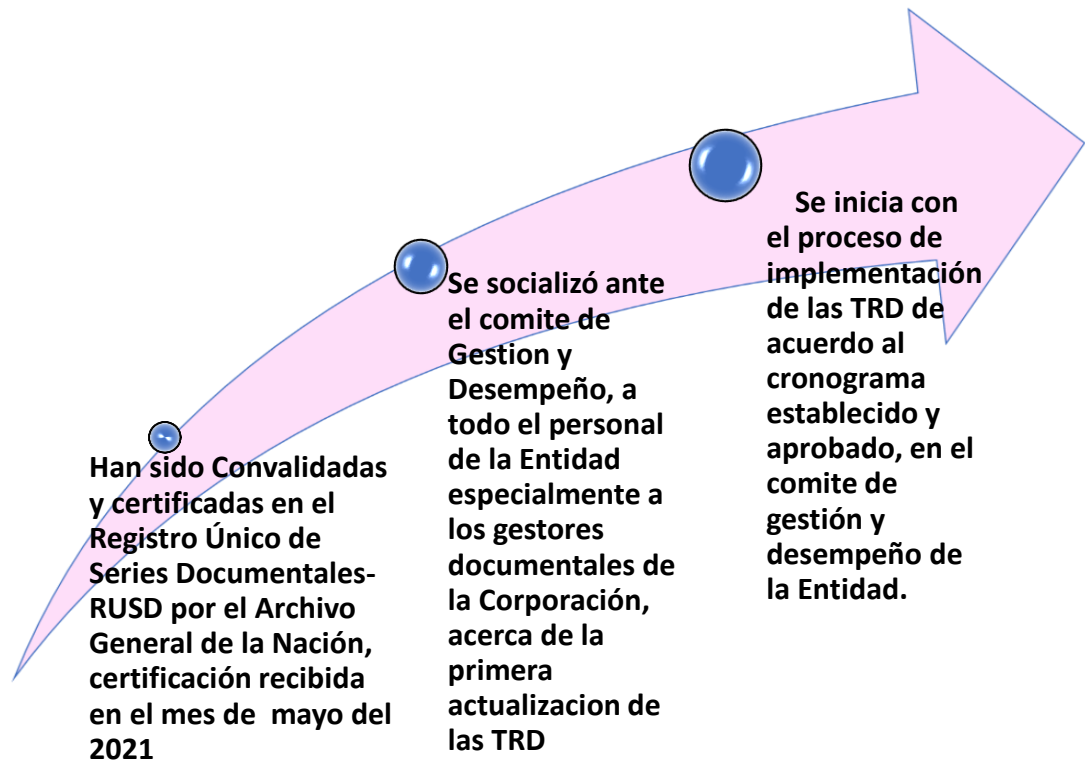 Han sido Convalidadas
y certificadas en el
Registro Único de
Series Documentales-
RUSD por el Archivo
General de la Nación,
certificación recibida
en el mes de mayo del
2021
Se socializó ante
el comite de
Gestion y
Desempeño, a
todo el personal
de la Entidad
especialmente a
los gestores
documentales de
la Corporación,
acerca de la
primera
actualizacion de
las TRD
Se inicia con
el proceso de
implementación
de las TRD de
acuerdo al
cronograma
establecido y
aprobado, en el
comite de
gestión y
desempeño de
la Entidad.